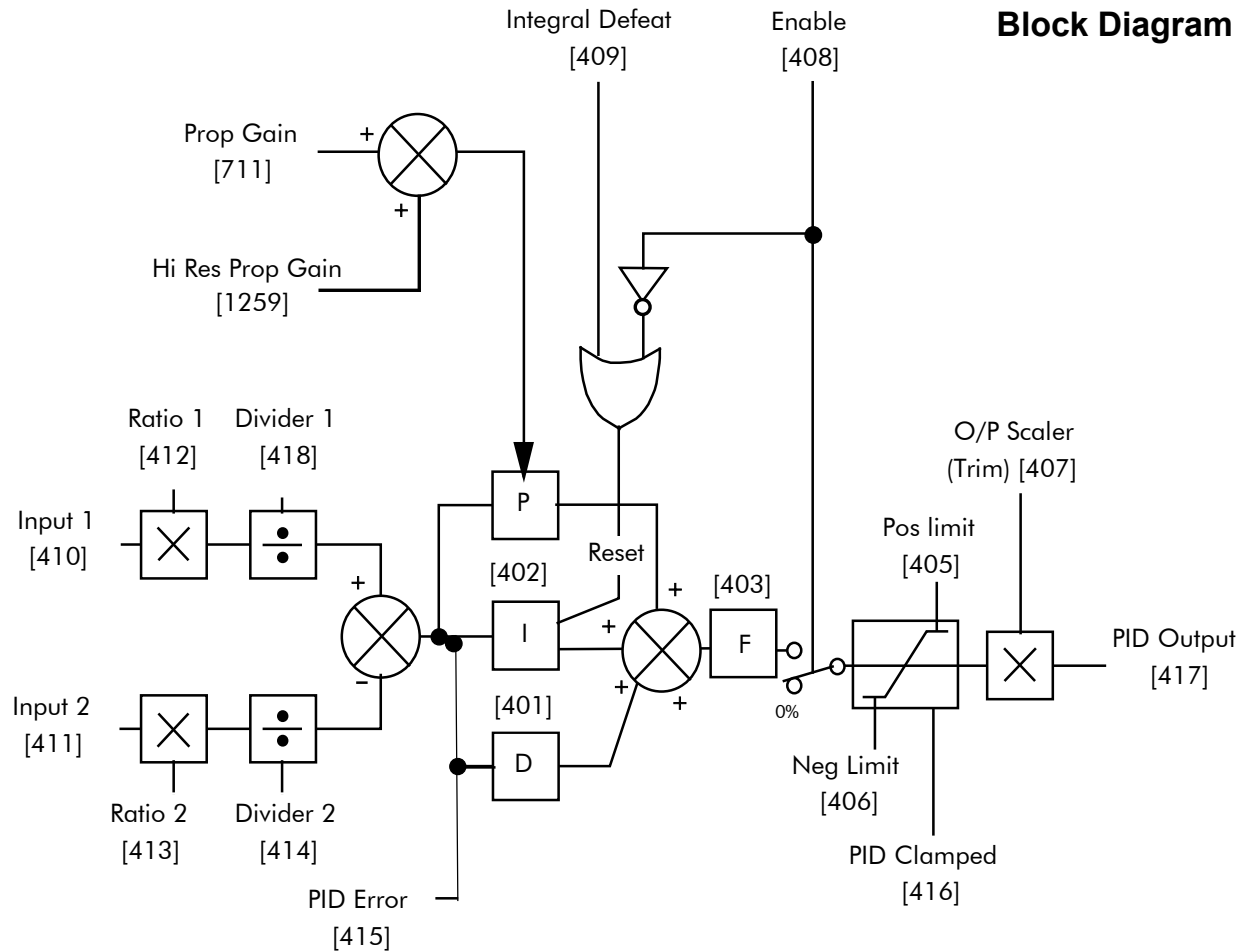 Block Diagram
Integral Defeat
[409]
Enable
[408]
Prop Gain
[711]
+
+
Hi Res Prop Gain
[1259]
Ratio 1
[412]
Divider 1
[418]
O/P Scaler
(Trim) [407]
Input 1
[410]
P
Pos limit
[405]
Reset
[402]
I
+
+
+
+
[403]
F
+
-
PID Output
[417]
Input 2
[411]
[401]
D
0%
Neg Limit
[406]
Ratio 2
[413]
Divider 2
[414]
PID Clamped
[416]
PID Error
[415]